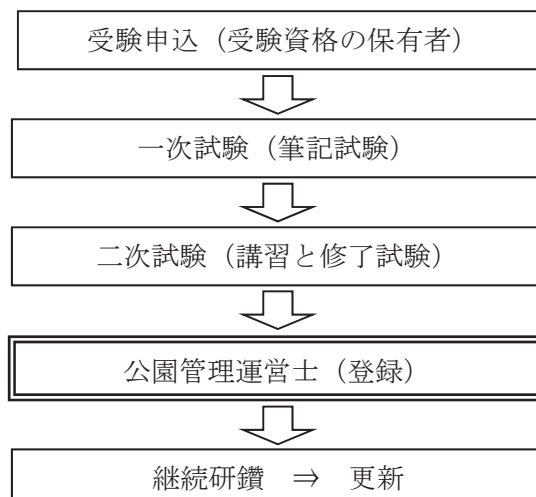 受験申込（受験資格の保有者）
一次試験（筆記試験）
二次試験（講習と修了試験）
公園管理運営士（登録）
継続研鑽　⇒　更新